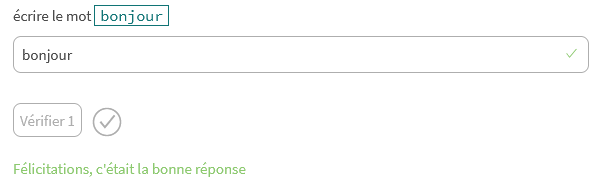 écrire le mot bonjour
bonjour
Vérifier 1
Félicitations, c'était la bonne réponse